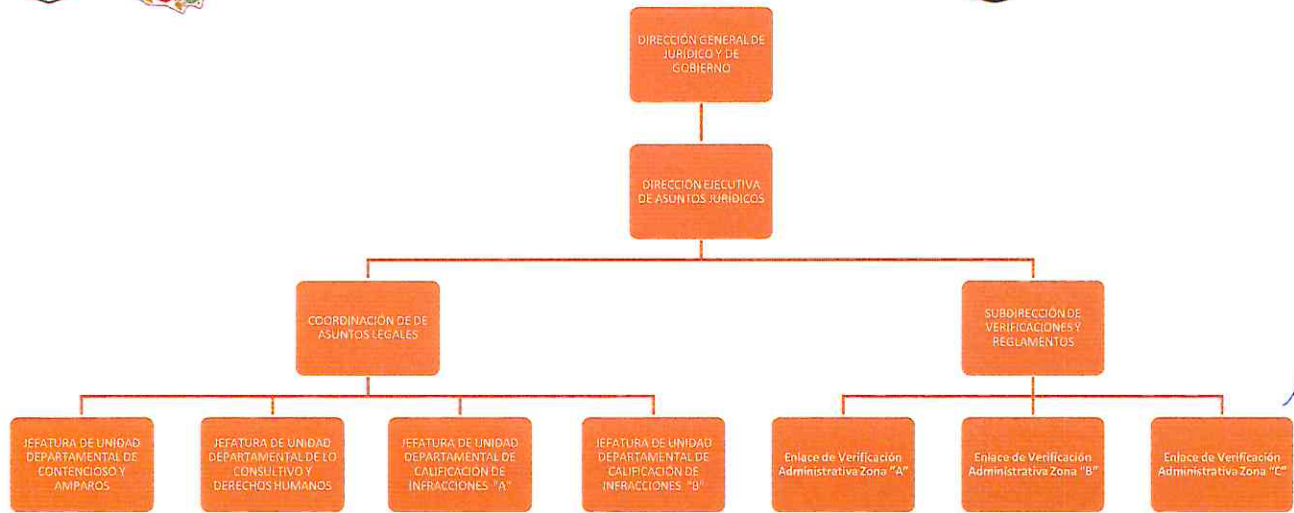 DIRECCIÓN GENERAL DE
JURÍDICO Y DE
GOBIERNO
DIRECCIÓN EJECUTIVA
DE ASUNTOS JURÍDICOS
COORDINACIÓN DE DE
ASUNTOS LEGALES
SUBDIRECCIÓN DE
VERIFICACIONES Y
REGLAMENTOS
JEFATURA DE UNIDAD
DEPARTAMENTAL DE
CONTENCIOSO Y
AMPAROS
JEFATURA DE UNIDAD
DEPARTAMENTAL DE LO
CONSULTIVO Y
DERECHOS HUMANOS
JEFATURA DE UNIDAD
DEPARTAMENTAL DE
CALIFICACIÓN DE
INFRACCIONES "A"
JEFATURA DE UNIDAD
DEPARTAMENTAL DE
CALIFICACIÓN DE
INFRACCIONES "B"
Enlace de Verificación
Administrativa Zona "A"
Enlace de Verificación
Administrativa Zona "B"
Enlace de Verificación
Administrativa Zona "C"